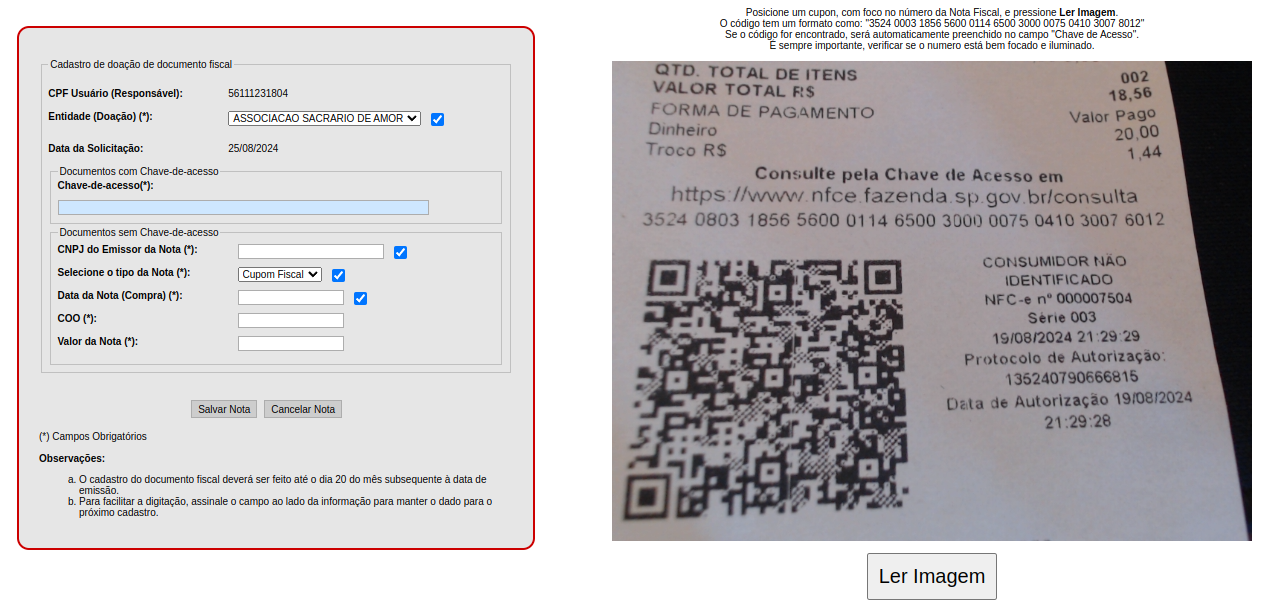 Cadastro de doação de documento fiscal
CPF Usuário (Responsável): 56111231804
Entidade (Doação) (*): ASSOCIACAO SACRARIO DE AMOR
Data da Solicitação: 25/08/2024
Documentos com Chave-de-acesso
Chave-de-acesso(*):
Documentos sem Chave-de-acesso
CNPJ do Emissor da Nota (*):
Selecione o tipo da Nota (*): Cupom Fiscal
Data da Nota (Compra) (*):
COO (*):
Valor da Nota (*):
Salvar Nota Cancelar Nota
(*) Campos Obrigatórios
Observações:
a. O cadastro do documento fiscal deverá ser feito até o dia 20 do mês subsequente à data de
emissão.
b. Para facilitar a digitação, assinale o campo ao lado da informação para manter o dado para o
próximo cadastro.
Posicione um cupon, com foco no número da Nota Fiscal, e pressione Ler Imagem.
O código tem um formato como: "3524 0003 1856 5600 0114 6500 3000 0075 0410 3007 8012"
Se o código for encontrado, será automaticamente preenchido no campo "Chave de Acesso".
É sempre importante, verificar se o numero está bem focado e iluminado.
QTD. TOTAL DE ITENS 002
VALOR TOTAL R$ 18,56
FORMA DE PAGAMENTO Valor Pago
Dinheiro 20,00
Troco R$ 1,44
Consulte pela Chave de Acesso em
https://www.nfce.fazenda.sp.gov.br/consulta
3524 0803 1856 5600 0114 6500 3000 0075 0410 3007 6012
CONSUMIDOR NÃO
IDENTIFICADO
NFC-e nº 000007504
Série 003
19/08/2024 21:29:29
Protocolo de Autorização:
135240790666815
Data de Autorização 19/08/2024
21:29:28
Ler Imagem